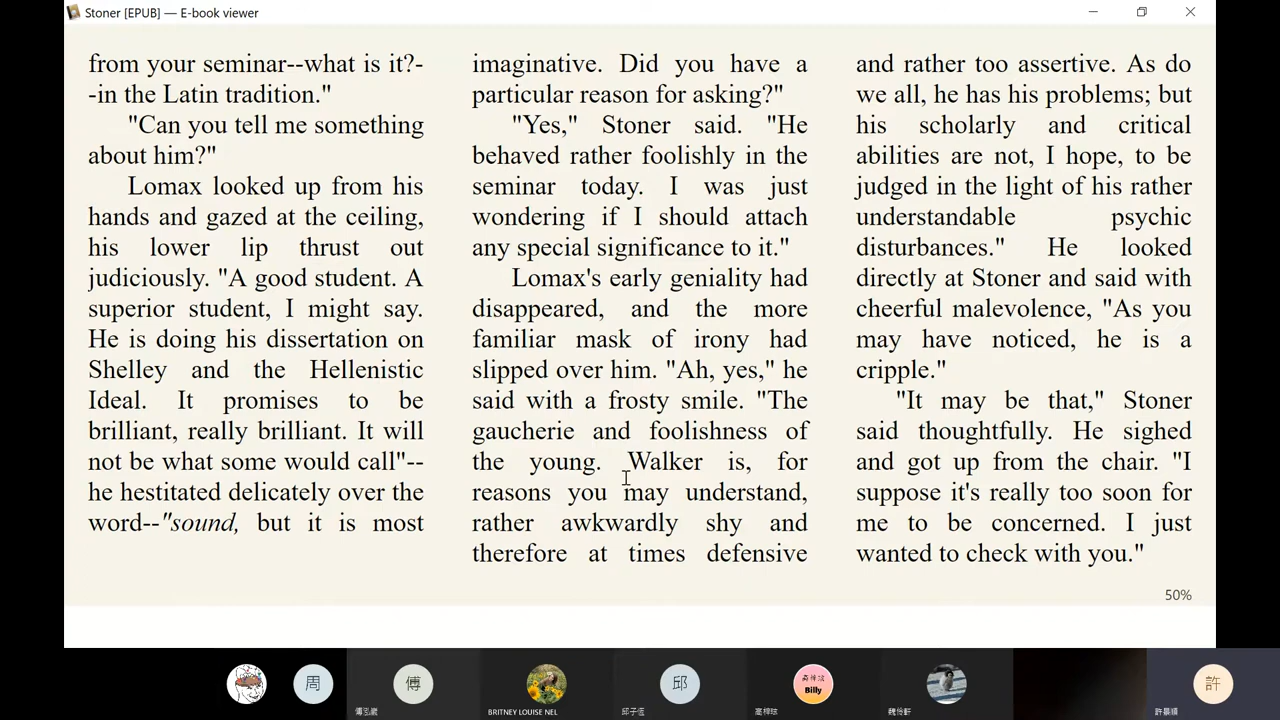 Stoner [EPUB] — E-book viewer
from your seminar--what is it?-
-in the Latin tradition."
"Can you tell me something
about him?"
Lomax looked up from his
hands and gazed at the ceiling,
his lower lip thrust out
judiciously. "A good student. A
superior student, I might say.
He is doing his dissertation on
Shelley and the Hellenistic
Ideal. It promises to be
brilliant, really brilliant. It will
not be what some would call"--
he hestitated delicately over the
word--"sound, but it is most
imaginative. Did you have a
particular reason for asking?"
"Yes," Stoner said. "He
behaved rather foolishly in the
seminar today. I was just
wondering if I should attach
any special significance to it."
Lomax's early geniality had
disappeared, and the more
familiar mask of irony had
slipped over him. "Ah, yes," he
said with a frosty smile. "The
gaucherie and foolishness of
the young. Walker is, for
reasons you may understand,
rather awkwardly shy and
therefore at times defensive
and rather too assertive. As do
we all, he has his problems; but
his scholarly and critical
abilities are not, I hope, to be
judged in the light of his rather
understandable psychic
disturbances." He looked
directly at Stoner and said with
cheerful malevolence, "As you
may have noticed, he is a
cripple."
"It may be that," Stoner
said thoughtfully. He sighed
and got up from the chair. "I
suppose it's really too soon for
me to be concerned. I just
wanted to check with you."
50%
周
傅
邱
Billy
許
BRITNEY LOUISE NEL